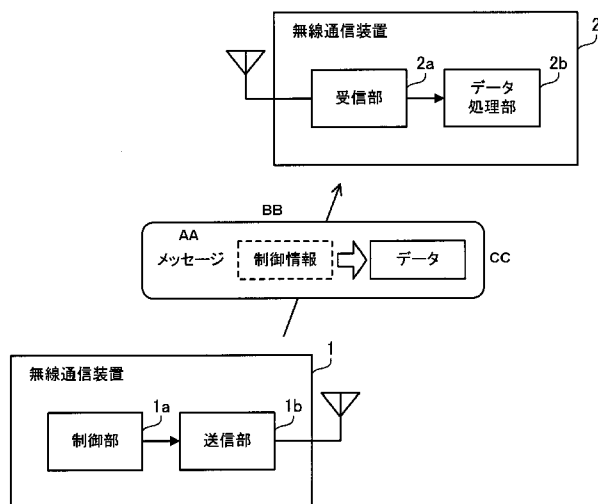 無線通信装置
2
受信部
2a
データ
処理部
2b
BB
AA
メッセージ
制御情報
データ
CC
無線通信装置
1
制御部
1a
送信部
1b